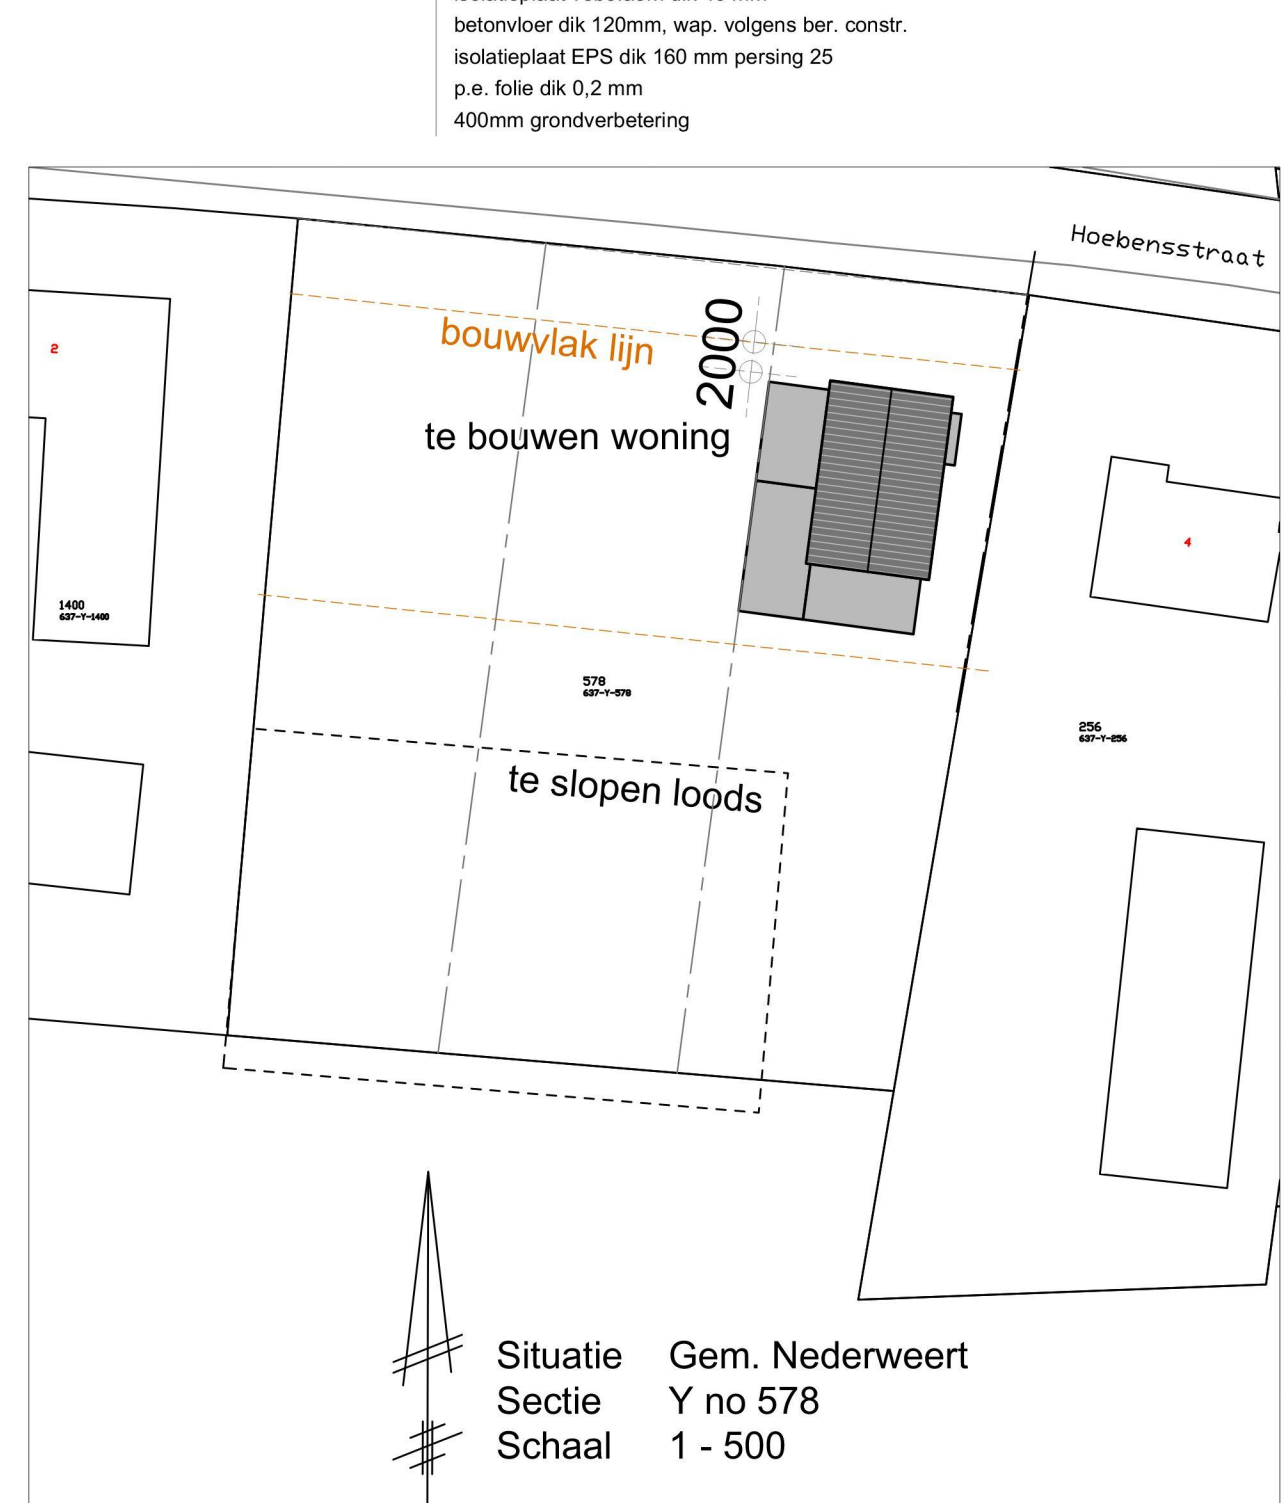 betonvloer dik 120mm, wap. volgens ber. constr.
isolatieplaat EPS dik 160 mm persing 25
p.e. folie dik 0,2 mm
400mm grondverbetering
Hoebensstraat
bouwvlak lijn
2000
2
te bouwen woning
4
1400
637-Y-1400
578
637-Y-578
256
637-Y-256
te slopen loods
Situatie Gem. Nederweert
Sectie Y no 578
Schaal 1 - 500